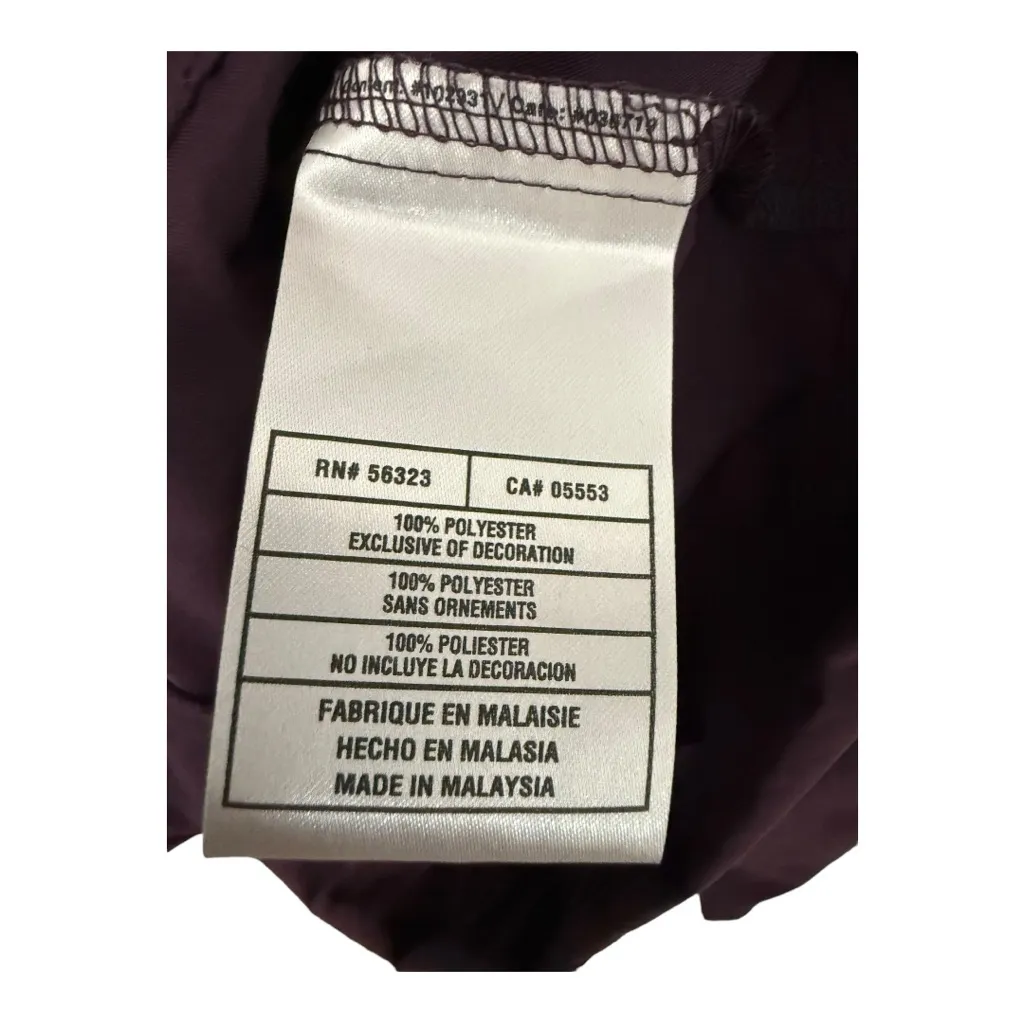 / Care:
RN# 56323
CA# 05553
100% POLYESTER
EXCLUSIVE OF DECORATION
100% POLYESTER
SANS ORNEMENTS
100% POLIESTER
NO INCLUYE LA DECORACION
FABRIQUE EN MALAISIE
HECHO EN MALASIA
MADE IN MALAYSIA